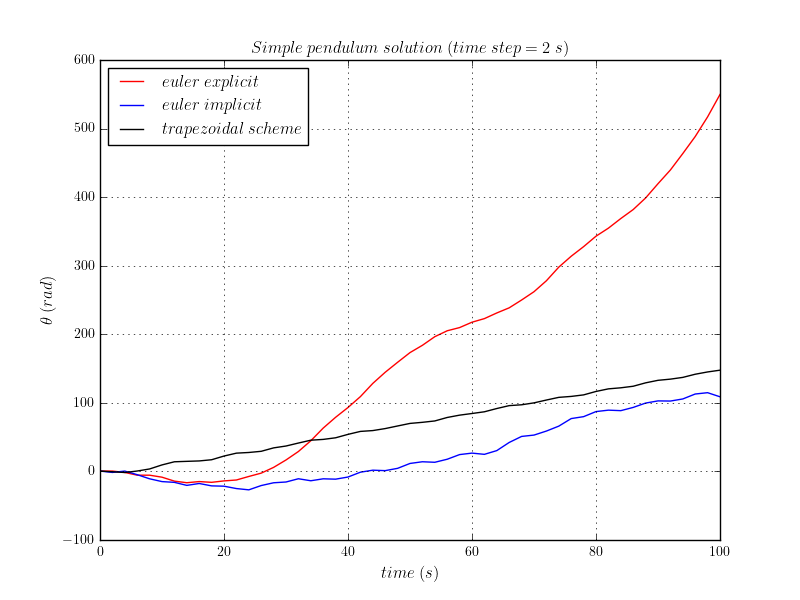 Simple pendulum solution (time step = 2 s)
600
500
400
300
200
100
0
−100
euler explicit
euler implicit
trapezoidal scheme
θ (rad)
0 20 40 60 80 100
time (s)